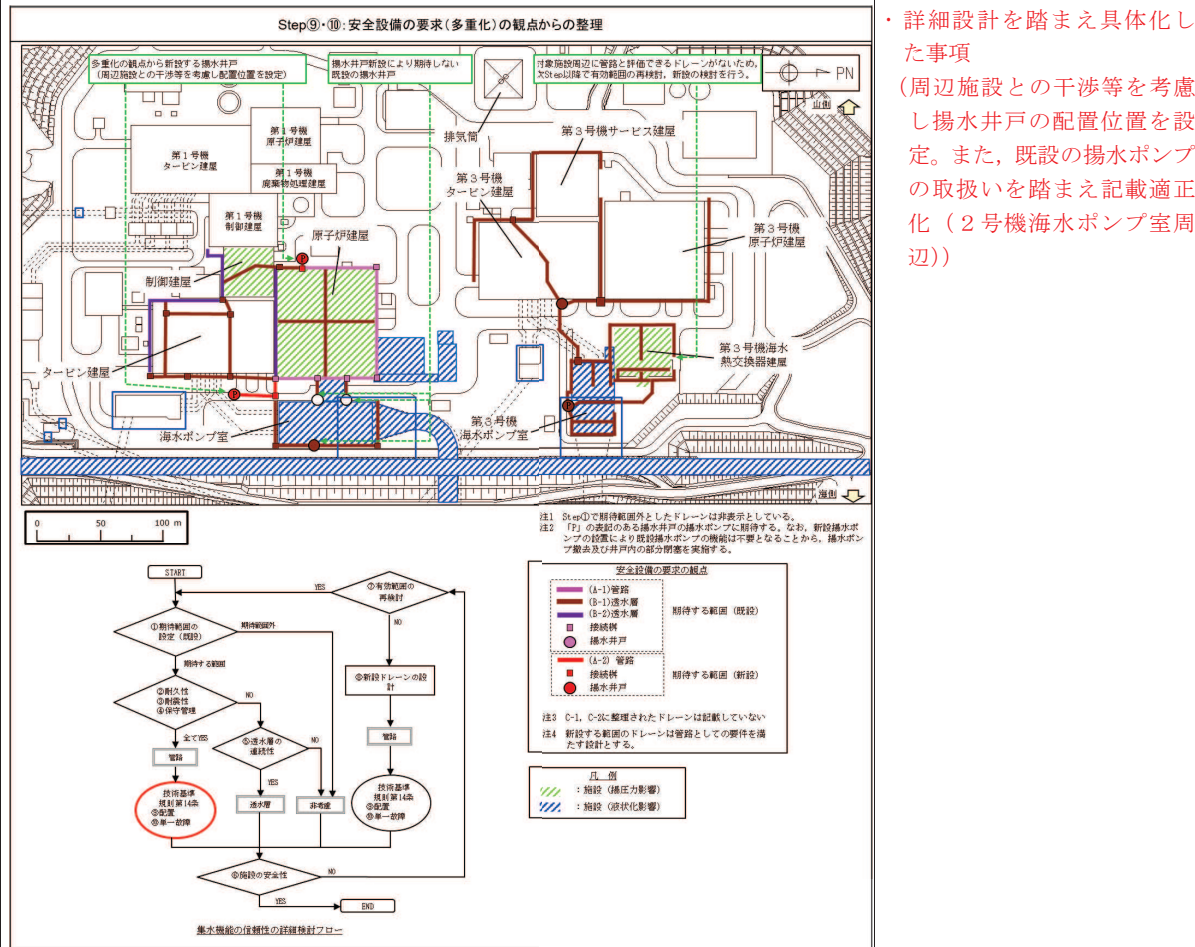 Step⑨・⑩：安全設備の要求（多重化）の観点からの整理
多重化の観点から新設する揚水井戸
（周辺施設との干渉等を考慮し配置位置を設定）
揚水井戸新設により期待しない
既設の揚水井戸
対象施設周辺に管路と評価できるドレーンがないため，
次Step以降で有効範囲の再検討，新設の検討を行う。
PN
山側
排気筒
第３号機サービス建屋
第１号機
原子炉建屋
第１号機
タービン建屋
第１号機
廃棄物処理建屋
第３号機
タービン建屋
第１号機
制御建屋
原子炉建屋
第３号機
原子炉建屋
制御建屋
P
タービン建屋
第３号機海水
熱交換器建屋
P
P
海水ポンプ室
第３号機
海水ポンプ室
海側
0 50 100 m
注1 Step①で期待範囲外としたドレーンは非表示としている。
注2 「P」の表記のある揚水井戸の揚水ポンプに期待する。なお，新設揚水ポ
ンプの設置により既設揚水ポンプの機能は不要となることから，揚水ポン
プ撤去及び井戸内の部分閉塞を実施する。
安全設備の要求の観点
(A-1)管路
(B-1)透水層
(B-2)透水層
接続桝
揚水井戸
期待する範囲（既設）
(A-2) 管路
接続桝
揚水井戸
期待する範囲（新設）
注3 C-1，C-2に整理されたドレーンは記載していない
注4 新設する範囲のドレーンは管路としての要件を満
たす設計とする。
凡 例
：施設（揚圧力影響）
：施設（液状化影響）
START
YES
⑦有効範囲の
再検討
①期待範囲の
設定（既設）
期待範囲外
NO
期待する範囲
⑧新設ドレーンの設
計
②耐久性
③耐震性
④保守管理
NO
全てYES
⑤透水層の
連続性
NO
管路
管路
YES
技術基準
規則第14条
⑨配置
⑩単一故障
透水層
非考慮
技術基準
規則第14条
⑨配置
⑩単一故障
⑥施設の安全性
NO
YES
END
集水機能の信頼性の詳細検討フロー
・詳細設計を踏まえ具体化し
た事項
（周辺施設との干渉等を考慮
し揚水井戸の配置位置を設
定。また，既設の揚水ポンプ
の取扱いを踏まえ記載適正
化（２号機海水ポンプ室周
辺））